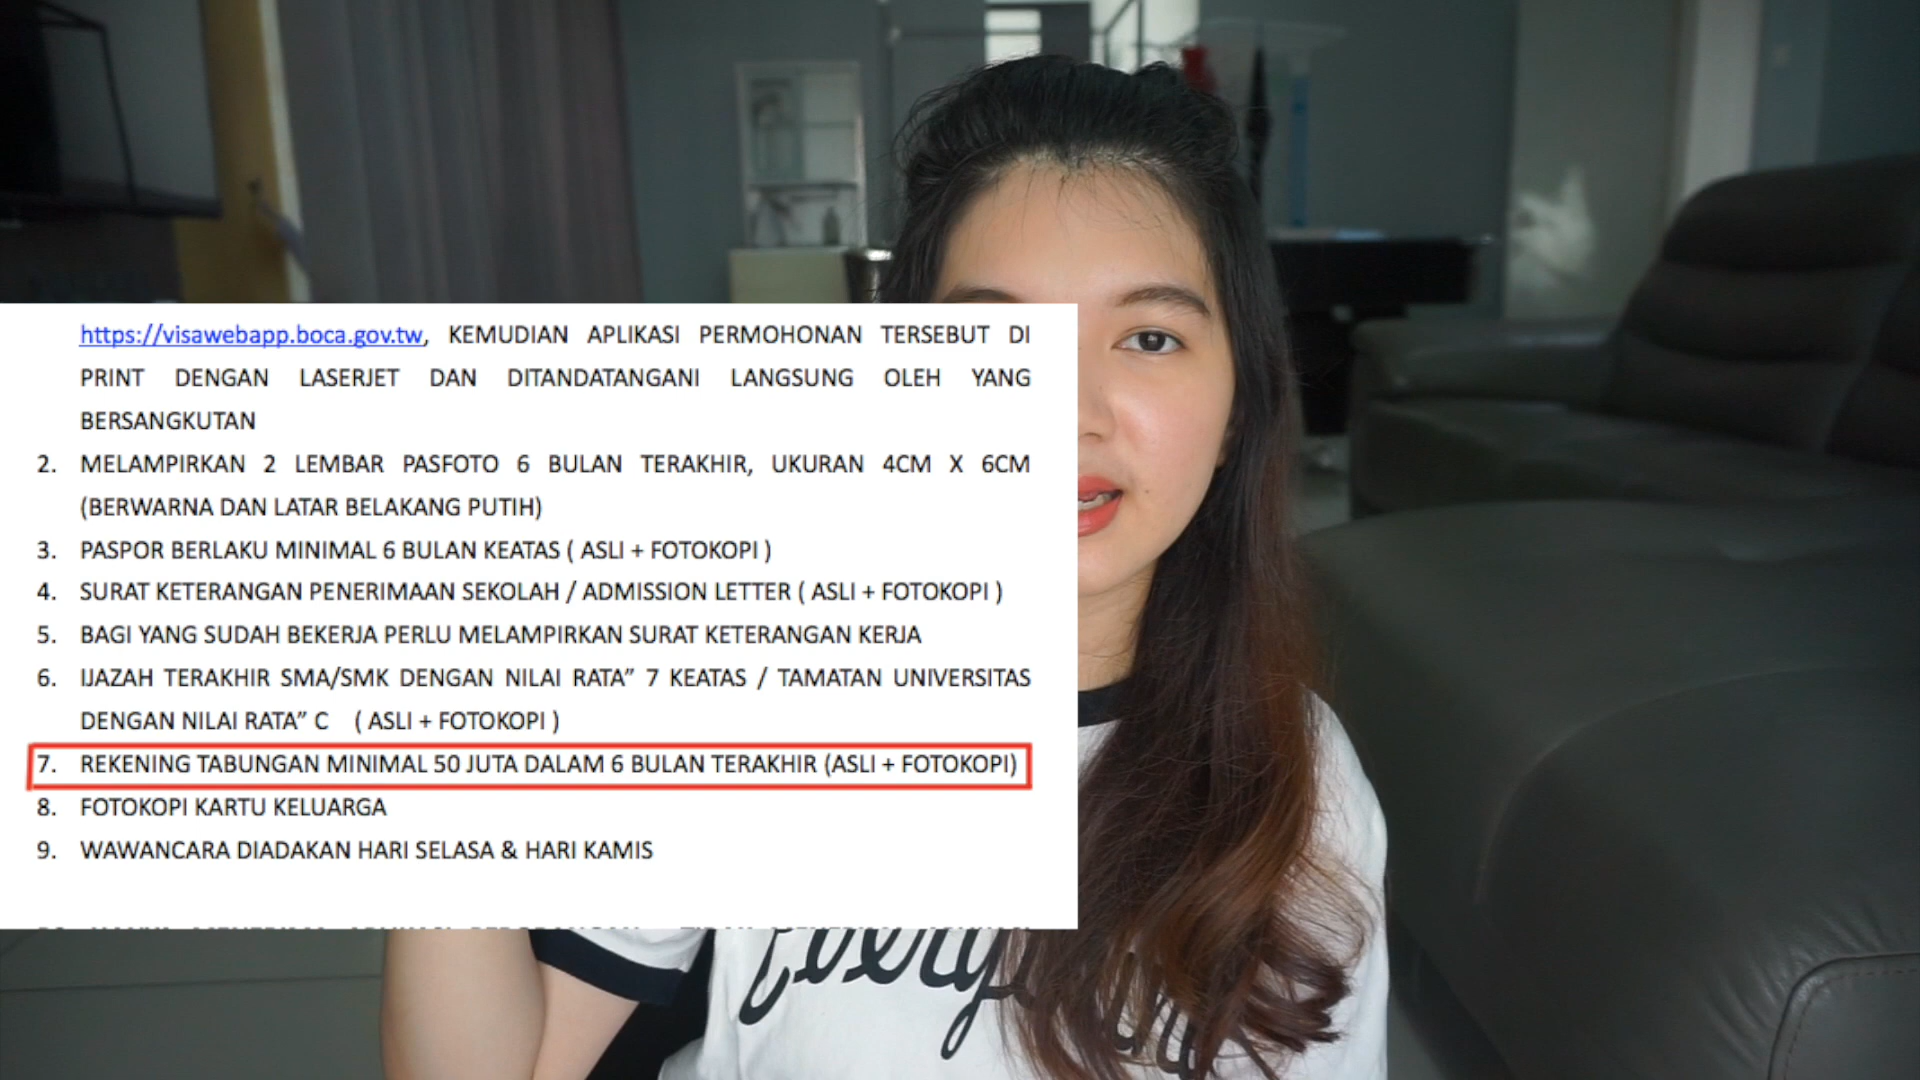 https://visawebapp.boca.gov.tw, KEMUDIAN APLIKASI PERMOHONAN TERSEBUT DI
PRINT DENGAN LASERJET DAN DITANDATANGANI LANGSUNG OLEH YANG
BERSANGKUTAN
2. MELAMPIRKAN 2 LEMBAR PASFOTO 6 BULAN TERAKHIR, UKURAN 4CM X 6CM
(BERWARNA DAN LATAR BELAKANG PUTIH)
3. PASPOR BERLAKU MINIMAL 6 BULAN KEATAS ( ASLI + FOTOKOPI )
4. SURAT KETERANGAN PENERIMAAN SEKOLAH / ADMISSION LETTER ( ASLI + FOTOKOPI )
5. BAGI YANG SUDAH BEKERJA PERLU MELAMPIRKAN SURAT KETERANGAN KERJA
6. IJAZAH TERAKHIR SMA/SMK DENGAN NILAI RATA” 7 KEATAS / TAMATAN UNIVERSITAS
DENGAN NILAI RATA” C ( ASLI + FOTOKOPI )
7. REKENING TABUNGAN MINIMAL 50 JUTA DALAM 6 BULAN TERAKHIR (ASLI + FOTOKOPI)
8. FOTOKOPI KARTU KELUARGA
9. WAWANCARA DIADAKAN HARI SELASA & HARI KAMIS